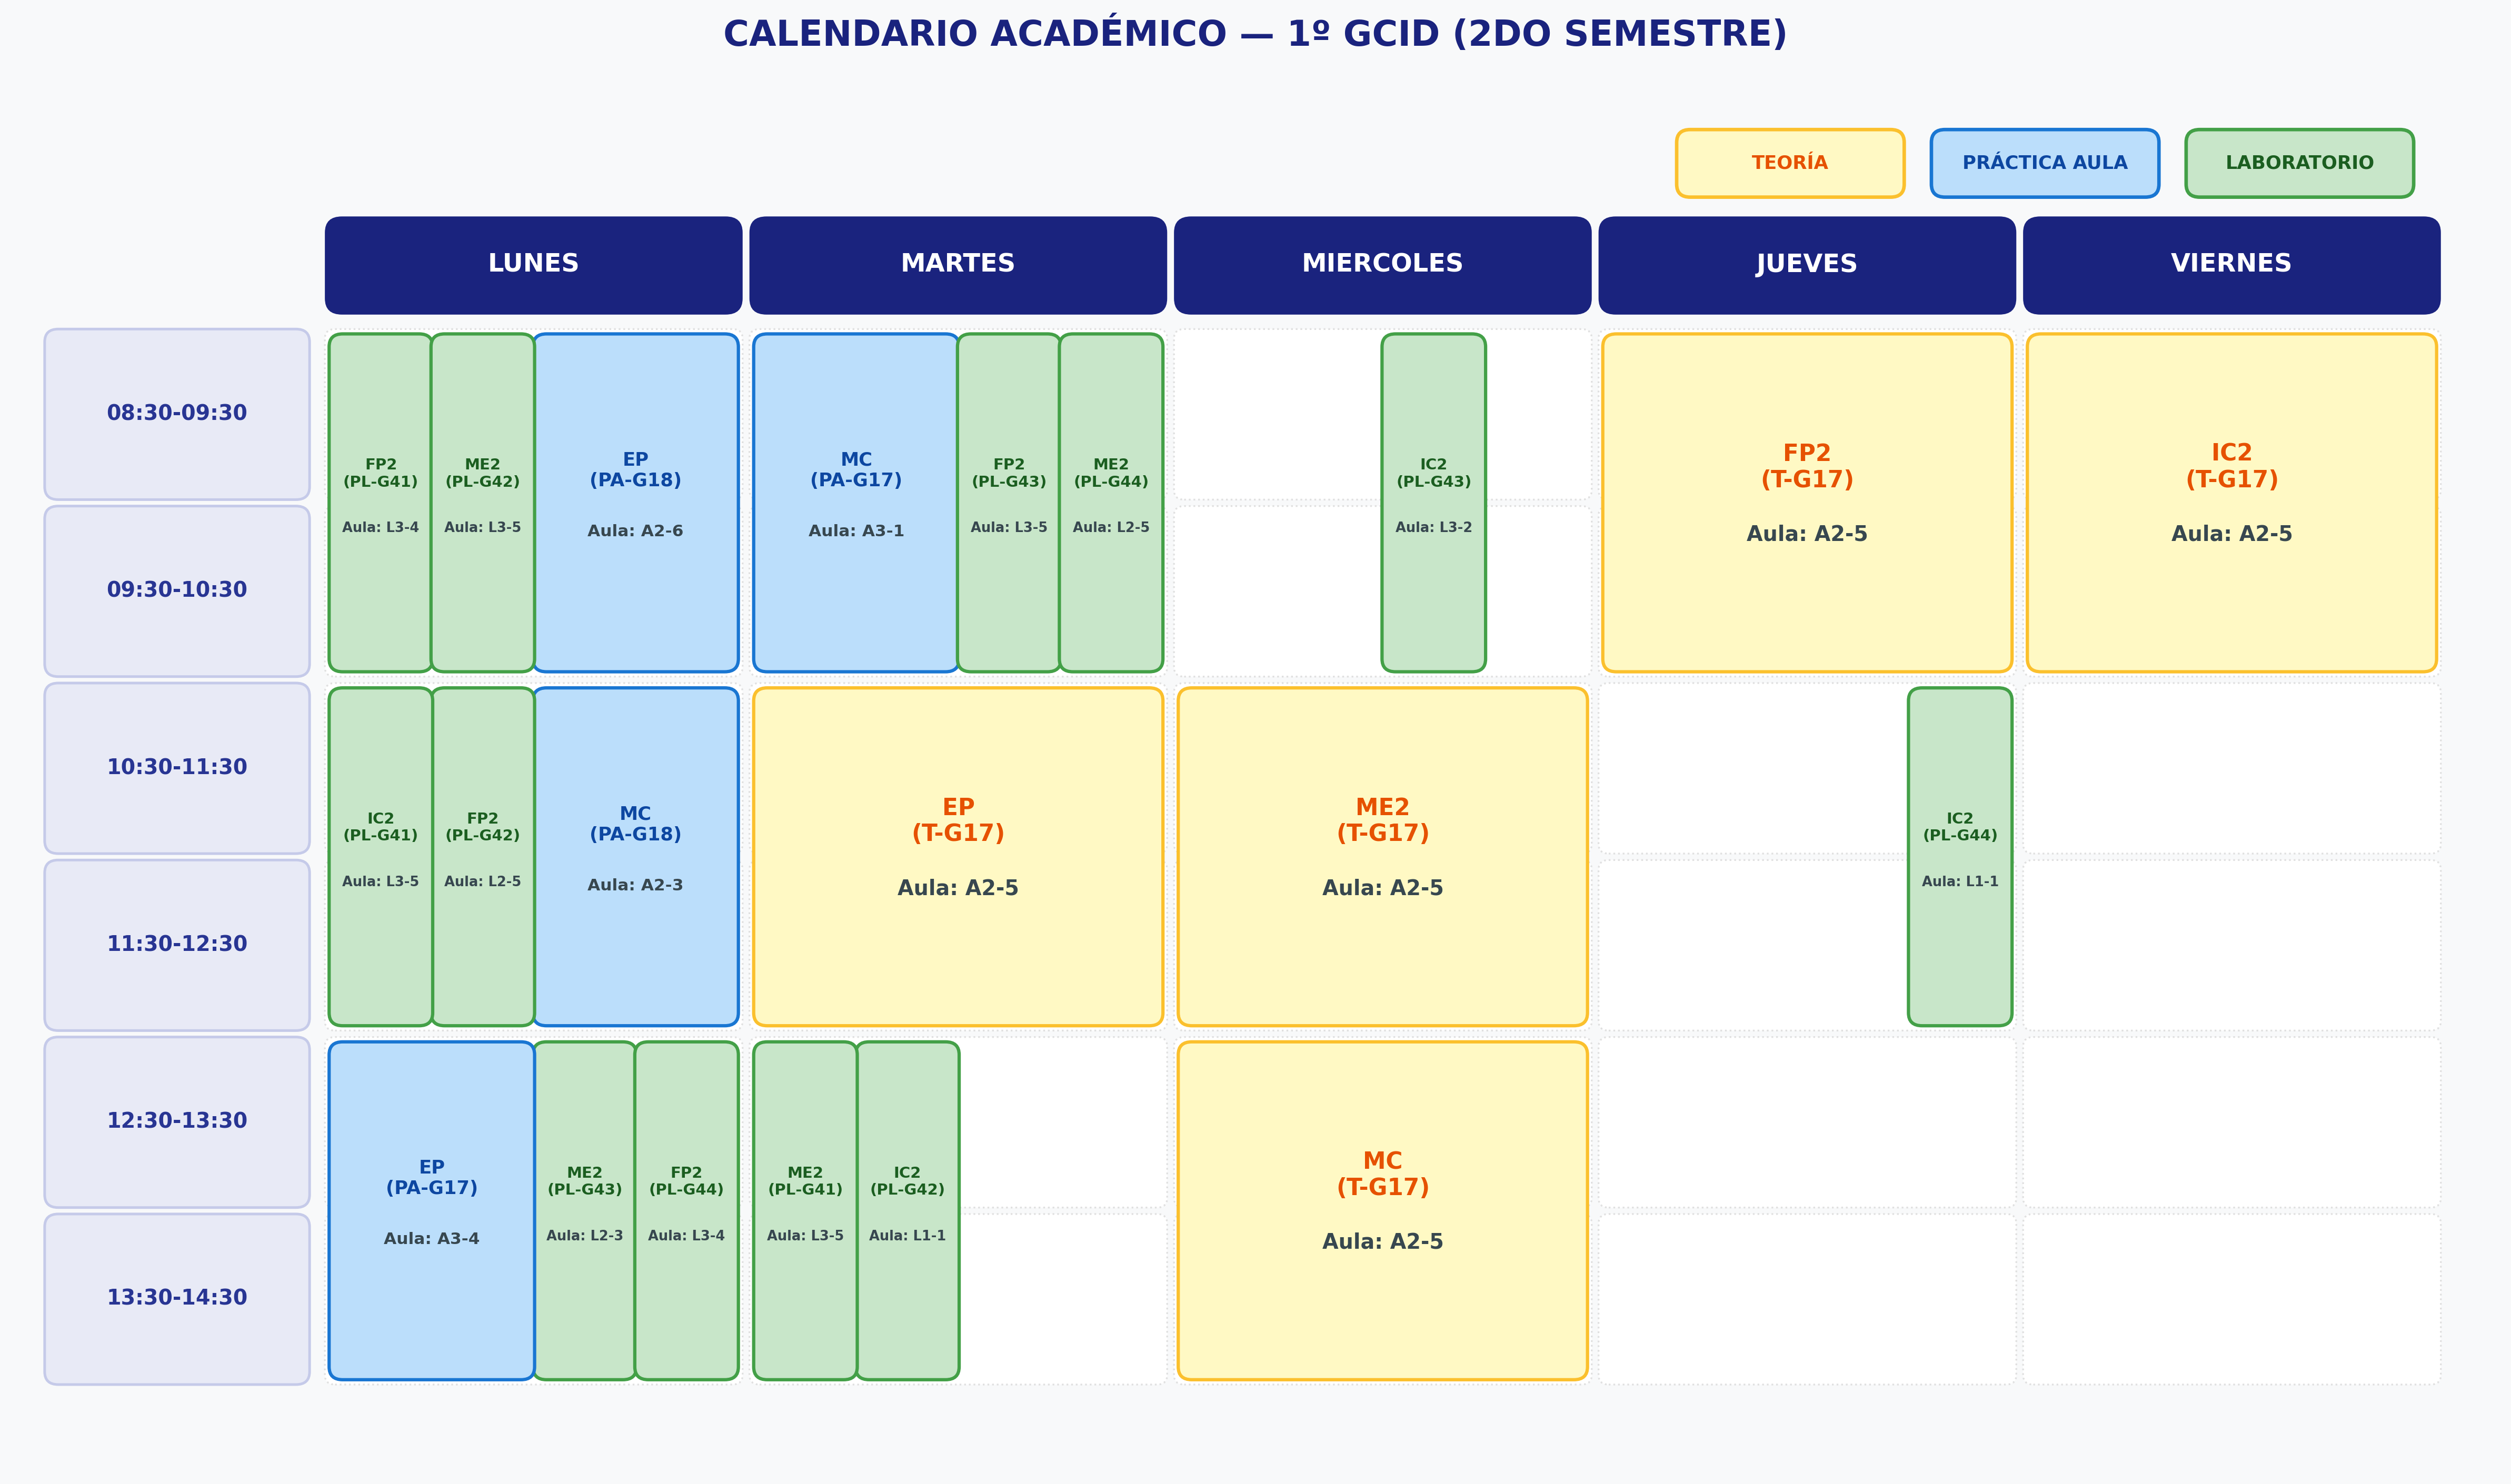 CALENDARIO ACADÉMICO — 1º GCID (2DO SEMESTRE)
TEORÍA
PRÁCTICA AULA
LABORATORIO
LUNES
MARTES
MIERCOLES
JUEVES
VIERNES
08:30-09:30
09:30-10:30
FP2
(PL-G41)
Aula: L3-4
ME2
(PL-G42)
Aula: L3-5
EP
(PA-G18)
Aula: A2-6
MC
(PA-G17)
Aula: A3-1
FP2
(PL-G43)
Aula: L3-5
ME2
(PL-G44)
Aula: L2-5
IC2
(PL-G43)
Aula: L3-2
FP2
(T-G17)
Aula: A2-5
IC2
(T-G17)
Aula: A2-5
10:30-11:30
11:30-12:30
IC2
(PL-G41)
Aula: L3-5
FP2
(PL-G42)
Aula: L2-5
MC
(PA-G18)
Aula: A2-3
EP
(T-G17)
Aula: A2-5
ME2
(T-G17)
Aula: A2-5
IC2
(PL-G44)
Aula: L1-1
12:30-13:30
13:30-14:30
EP
(PA-G17)
Aula: A3-4
ME2
(PL-G43)
Aula: L2-3
FP2
(PL-G44)
Aula: L3-4
ME2
(PL-G41)
Aula: L3-5
IC2
(PL-G42)
Aula: L1-1
MC
(T-G17)
Aula: A2-5